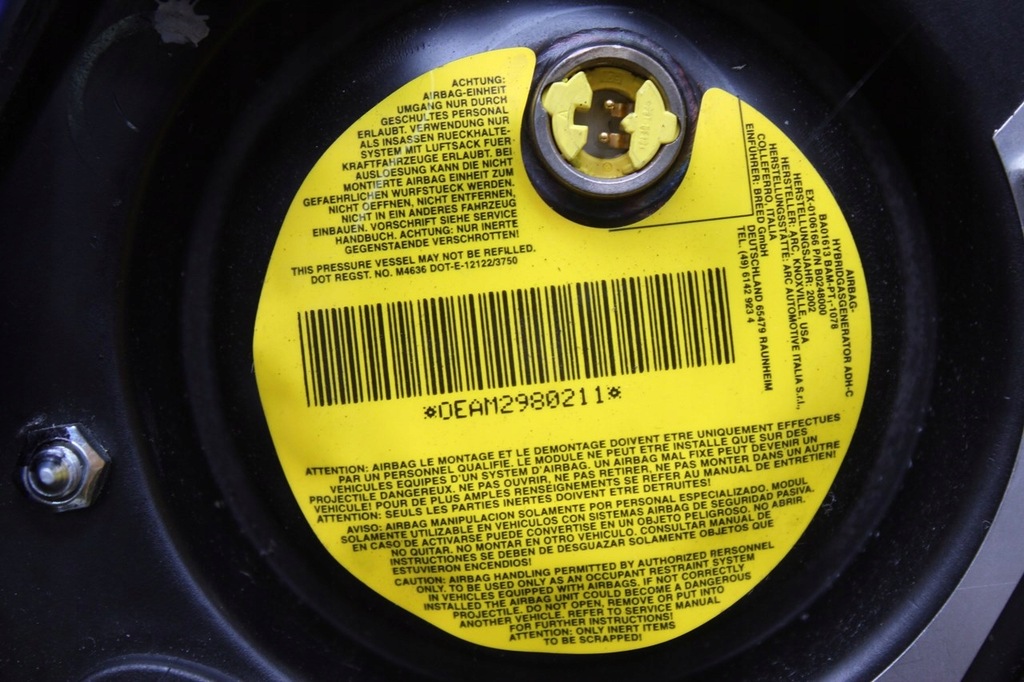 ACHTUNG:
AIRBAG-EINHEIT
UMGANG NUR DURCH
GESCHULTES PERSONAL
ERLAUBT. VERWENDUNG NUR
ALS INSASSEN RUECKHALTE-
SYSTEM MIT LUFTSACK FUER
KRAFTFAHRZEUGE ERLAUBT. BEI
AUSLOESUNG KANN DIE NICHT
MONTIERTE AIRBAG EINHEIT ZUM
GEFAEHRLICHEN WURFSTUECK WERDEN.
NICHT OEFFNEN, NICHT ENTFERNEN,
NICHT IN EIN ANDERES FAHRZEUG
EINBAUEN. VORSCHRIFT SIEHE SERVICE
HANDBUCH. ACHTUNG: NUR INERTE
GEGENSTAENDE VERSCHROTTEN!
THIS PRESSURE VESSEL MAY NOT BE REFILLED.
DOT REGST. NO. M4636 DOT-E-12122/3750
AIRBAG-
HYBRIDGASGENERATOR ADH-C
BA01613 BAM-PT,-1078
EX-0106166 P/N B0248000
HERSTELLUNGSJAHR: 2002
HERSTELLER: ARC, KNOXVILLE, USA
HERSTELLUNGSTÄTTE: ARC AUTOMOTIVE ITALIA S.r.l.,
COLLEFERRO, ITALIA
EINFÜHRER: BREED GmbH
DEUTSCHLAND 65479 RAUNHEIM
TEL. (49) 6142 923 4
*DEAM2980211*
ATTENTION: AIRBAG LE MONTAGE ET LE DEMONTAGE DOIVENT ETRE UNIQUEMENT EFFECTUES
PAR UN PERSONNEL QUALIFIE. LE MODULE NE PEUT ETRE INSTALLE QUE SUR DES
VEHICULES EQUIPES D'UN SYSTEM D'AIRBAG. UN AIRBAG MAL FIXE PEUT DEVENIR UN
PROJECTILE DANGEREUX. NE PAS OUVRIR, NE PAS RETIRER, NE PAS MONTER DANS UN AUTRE
VEHICULE! POUR DE PLUS AMPLES RENSEIGNEMENTS SE REFER AU MANUAL DE ENTRETIEN!
ATTENTION: SEULS LES PARTIES INERTES DOIVENT ETRE DETRUITES!
AVISO: AIRBAG MANIPULACION SOLAMENTE POR PERSONAL ESPECIALIZADO. MODUL
SOLAMENTE UTILIZABLE EN VEHICULOS CON SISTEMAS AIRBAG DE SEGURIDAD PASIVA.
EN CASO DE ACTIVARSE PUEDE CONVERTISE EN UN OBJETO PELIGROSO. NO ABRIR.
NO QUITAR. NO MONTAR EN OTRO VEHICULO. CONSULTAR MANUAL DE
INSTRUCTIONES SE DEBEN DE DESGUAZAR SOLAMENTE OBJETOS QUE
ESTUVIERON ENCENDIOS!
CAUTION: AIRBAG HANDLING PERMITTED BY AUTHORIZED RERSONNEL
ONLY. TO BE USED ONLY AS AN OCCUPANT RESTRAINT SYSTEM
IN VEHICLES EQUIPPED WITH AIRBAGS. IF NOT CORRECTLY
INSTALLED THE AIRBAG UNIT COULD BECOME A DANGEROUS
PROJECTILE. DO NOT OPEN, REMOVE OR PUT INTO
ANOTHER VEHICLE. REFER TO SERVICE MANUAL
FOR FURTHER INSTRUCTIONS!
ATTENTION: ONLY INERT ITEMS
TO BE SCRAPPED!